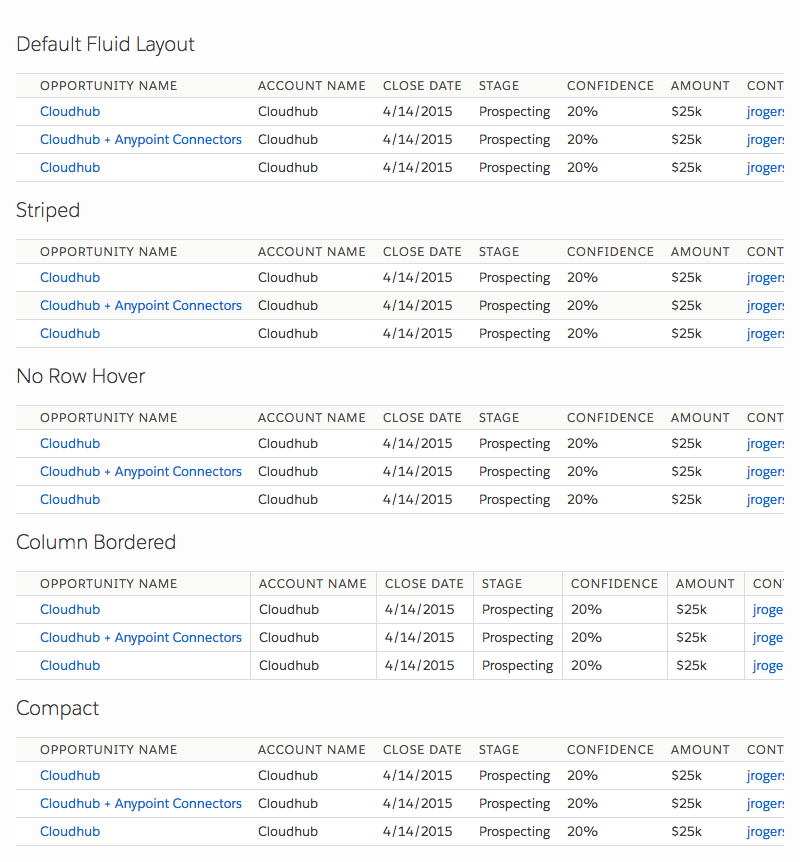 Default Fluid Layout
OPPORTUNITY NAME ACCOUNT NAME CLOSE DATE STAGE CONFIDENCE AMOUNT CONT
Cloudhub Cloudhub 4/14/2015 Prospecting 20% $25k jrogers
Cloudhub + Anypoint Connectors Cloudhub 4/14/2015 Prospecting 20% $25k jrogers
Cloudhub Cloudhub 4/14/2015 Prospecting 20% $25k jrogers
Striped
OPPORTUNITY NAME ACCOUNT NAME CLOSE DATE STAGE CONFIDENCE AMOUNT CONT
Cloudhub Cloudhub 4/14/2015 Prospecting 20% $25k jrogers
Cloudhub + Anypoint Connectors Cloudhub 4/14/2015 Prospecting 20% $25k jrogers
Cloudhub Cloudhub 4/14/2015 Prospecting 20% $25k jrogers
No Row Hover
OPPORTUNITY NAME ACCOUNT NAME CLOSE DATE STAGE CONFIDENCE AMOUNT CONT
Cloudhub Cloudhub 4/14/2015 Prospecting 20% $25k jrogers
Cloudhub + Anypoint Connectors Cloudhub 4/14/2015 Prospecting 20% $25k jrogers
Cloudhub Cloudhub 4/14/2015 Prospecting 20% $25k jrogers
Column Bordered
OPPORTUNITY NAME ACCOUNT NAME CLOSE DATE STAGE CONFIDENCE AMOUNT CON
Cloudhub Cloudhub 4/14/2015 Prospecting 20% $25k jroge
Cloudhub + Anypoint Connectors Cloudhub 4/14/2015 Prospecting 20% $25k jroge
Cloudhub Cloudhub 4/14/2015 Prospecting 20% $25k jroge
Compact
OPPORTUNITY NAME ACCOUNT NAME CLOSE DATE STAGE CONFIDENCE AMOUNT CONT
Cloudhub Cloudhub 4/14/2015 Prospecting 20% $25k jrogers
Cloudhub + Anypoint Connectors Cloudhub 4/14/2015 Prospecting 20% $25k jrogers
Cloudhub Cloudhub 4/14/2015 Prospecting 20% $25k jrogers